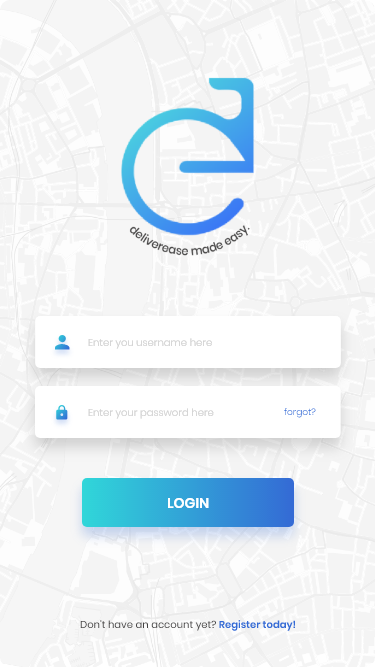 deliverease made easy.
Enter you username here
Enter your password here forgot?
LOGIN
Don't have an account yet? Register today!